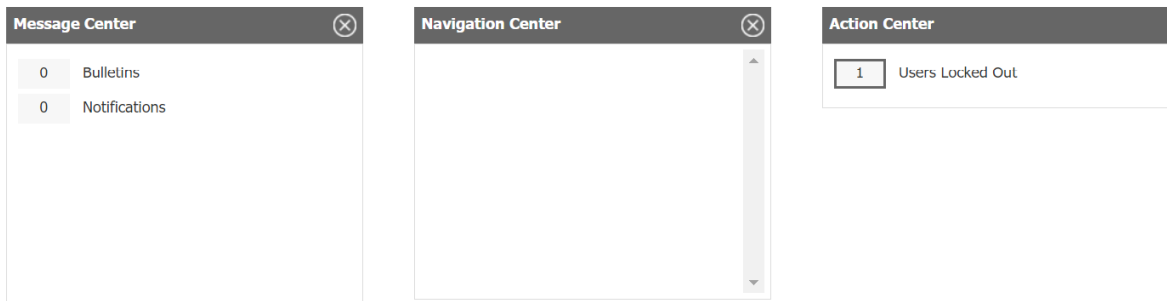 Message Center
0 Bulletins
0 Notifications
Navigation Center
Action Center
1 Users Locked Out